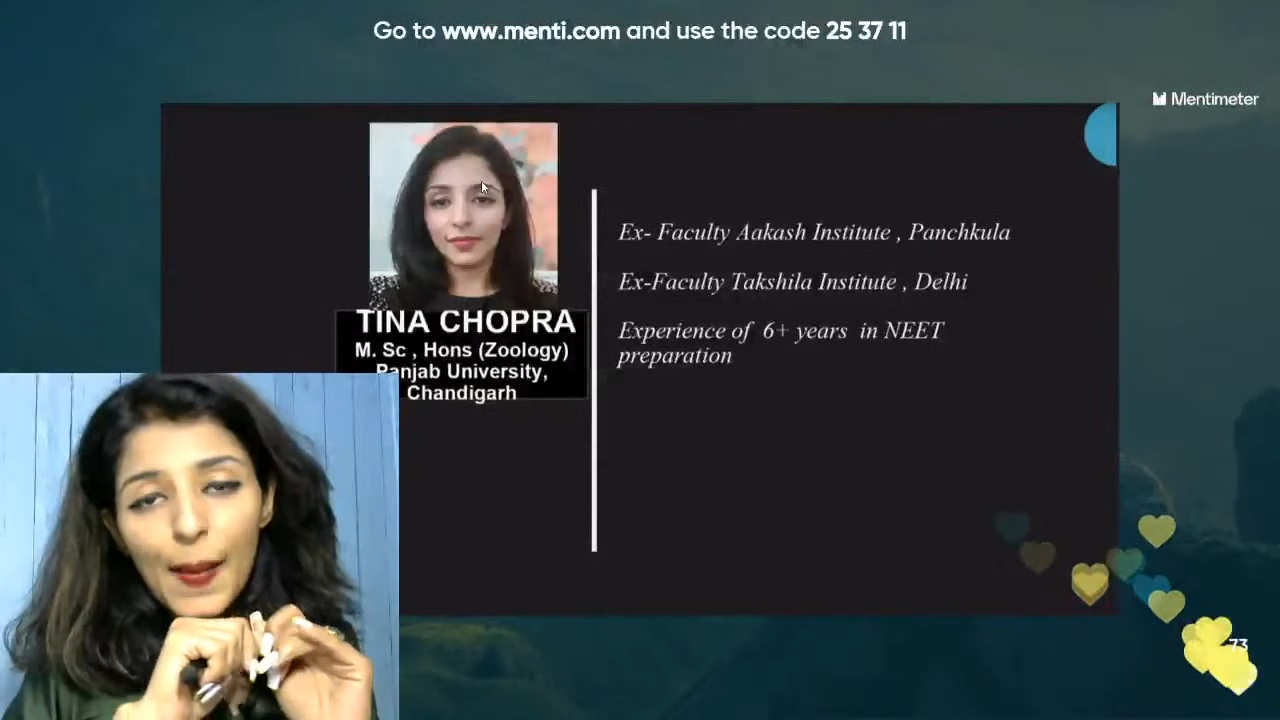 Go to www.menti.com and use the code 25 37 11
Mentimeter
Ex- Faculty Aakash Institute , Panchkula
Ex-Faculty Takshila Institute , Delhi
Experience of 6+ years in NEET
preparation
TINA CHOPRA
M. Sc , Hons (Zoology)
Panjab University,
Chandigarh
73